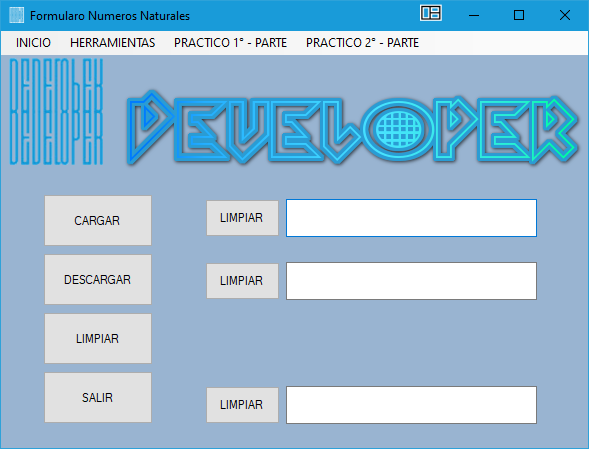 Formularo Numeros Naturales
INICIO HERRAMIENTAS PRACTICO 1° - PARTE PRACTICO 2° - PARTE
DEVELOPER
CARGAR
LIMPIAR
DESCARGAR
LIMPIAR
LIMPIAR
SALIR
LIMPIAR